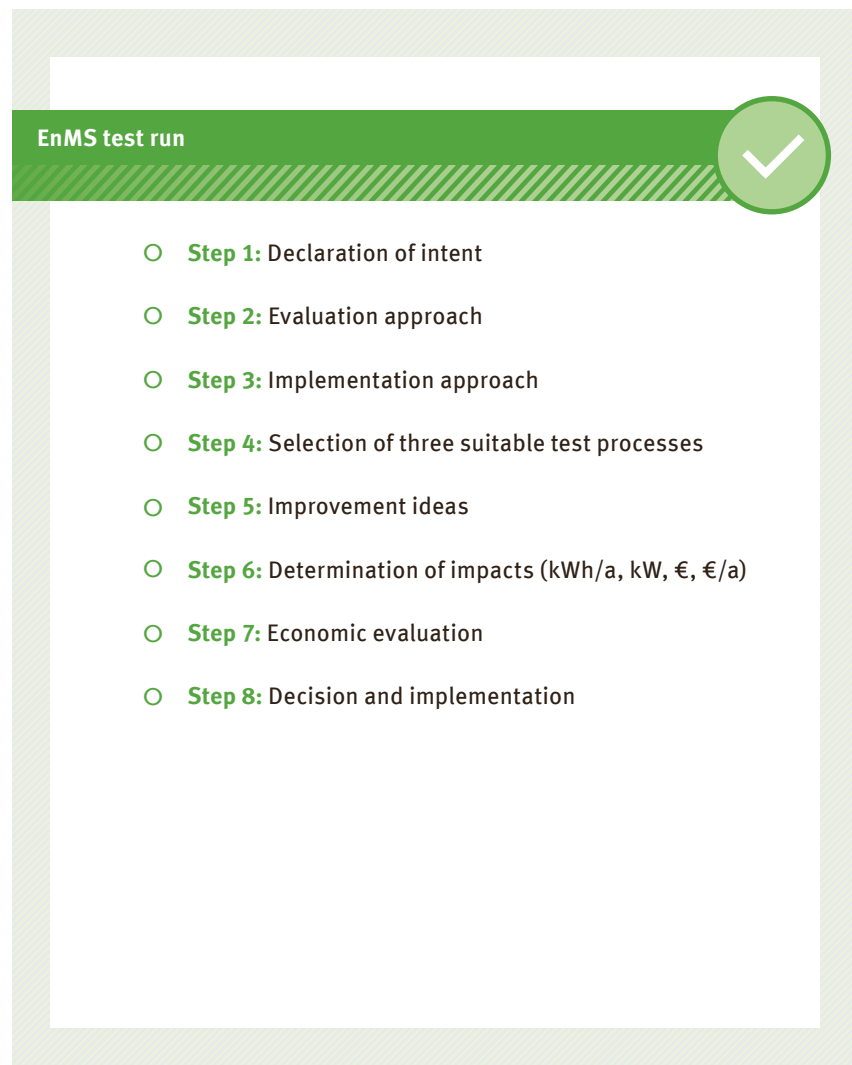 EnMS test run
Step 1: Declaration of intent
Step 2: Evaluation approach
Step 3: Implementation approach
Step 4: Selection of three suitable test processes
Step 5: Improvement ideas
Step 6: Determination of impacts (kWh/a, kW, €, €/a)
Step 7: Economic evaluation
Step 8: Decision and implementation